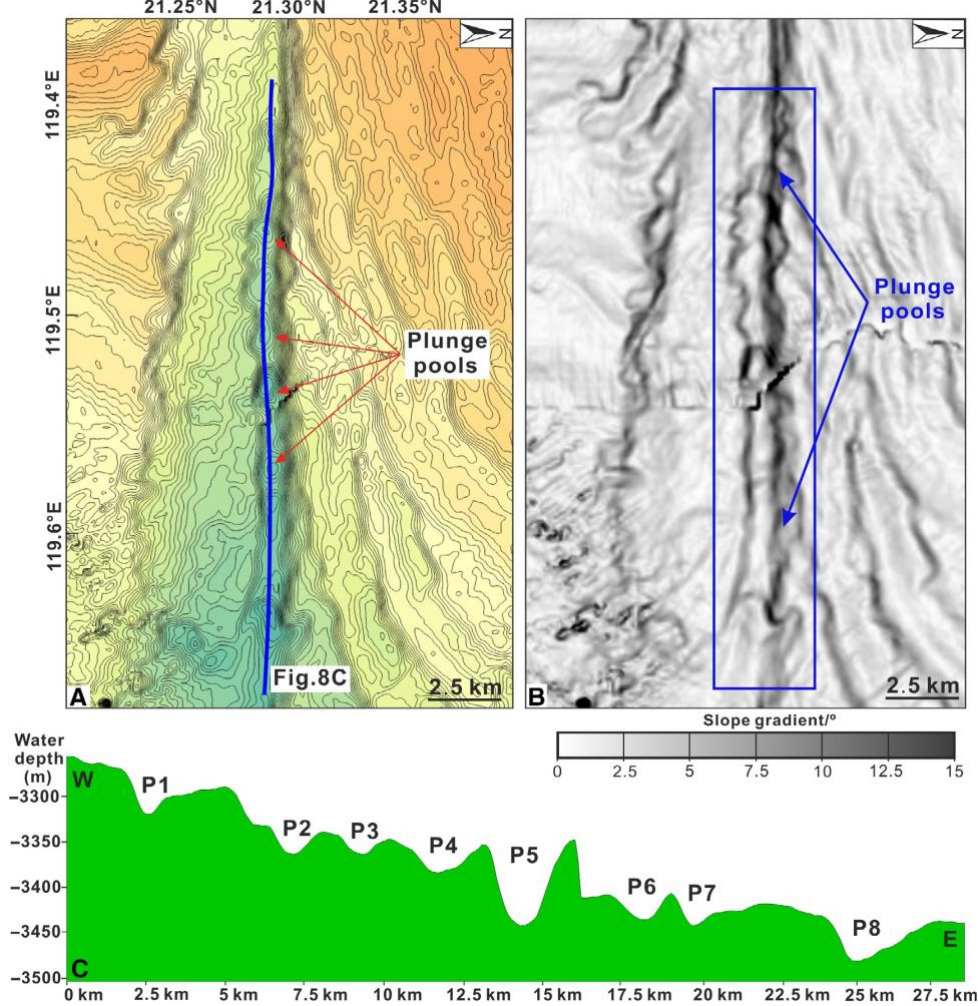 21.25°N 21.30°N 21.35°N
N
N
119.4°E
119.5°E
119.6°E
Plunge
pools
Plunge
pools
Fig.8C
A
2.5 km
B
2.5 km
Slope gradient/°
0 2.5 5 7.5 10 12.5 15
Water
depth
(m)
W
P1
P2
P3
P4
P5
P6
P7
P8
E
−3300
−3350
−3400
−3450
−3500
C
0 km 2.5 km 5 km 7.5 km 10 km 12.5 km 15 km 17.5 km 20 km 22.5 km 25 km 27.5 km